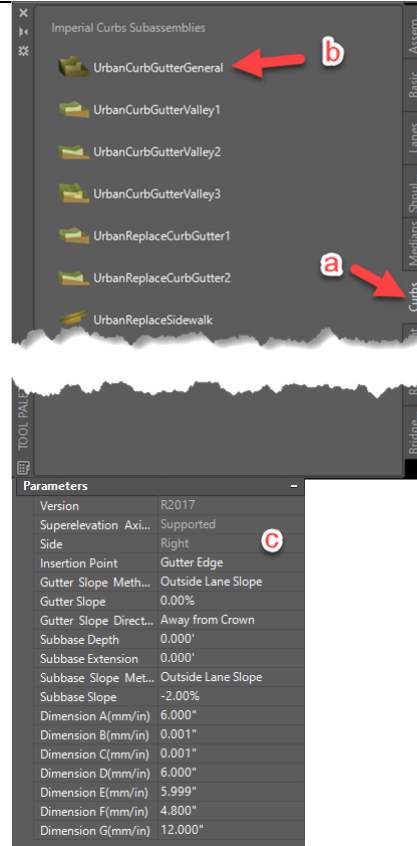 Imperial Curbs Subassemblies
b
UrbanCurbGutterGeneral
UrbanCurbGutterValley1
UrbanCurbGutterValley2
UrbanCurbGutterValley3
UrbanReplaceCurbGutter1
UrbanReplaceCurbGutter2
UrbanReplaceSidewalk
Assem
Basic
Lanes
Shoul
Medians
a
Curbs
TOOL PALE
Bridge
Parameters
Version R2017
Superelevation Axi... Supported
Side Right
c
Insertion Point Gutter Edge
Gutter Slope Meth... Outside Lane Slope
Gutter Slope 0.00%
Gutter Slope Direct... Away from Crown
Subbase Depth 0.000'
Subbase Extension 0.000'
Subbase Slope Met... Outside Lane Slope
Subbase Slope -2.00%
Dimension A(mm/in) 6.000"
Dimension B(mm/in) 0.001"
Dimension C(mm/in) 0.001"
Dimension D(mm/in) 6.000"
Dimension E(mm/in) 5.999"
Dimension F(mm/in) 4.800"
Dimension G(mm/in) 12.000"